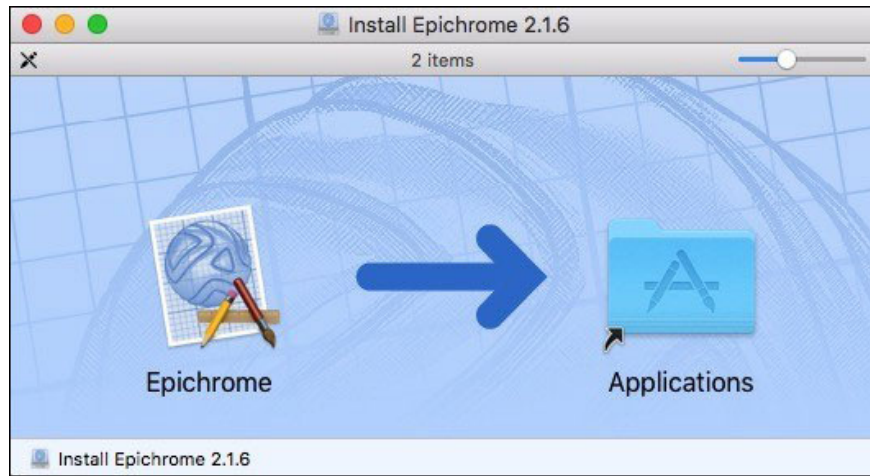 Install Epichrome 2.1.6
2 items
Epichrome
Applications
Install Epichrome 2.1.6